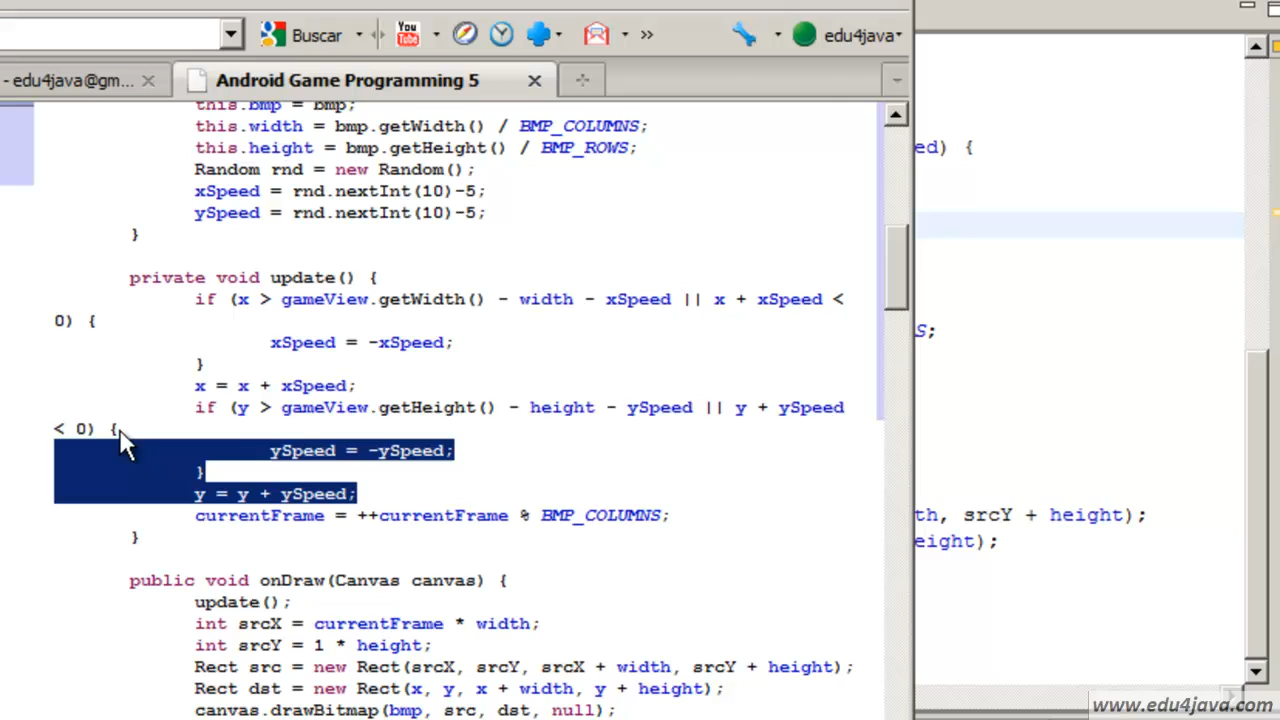 Buscar
You
Tube
»
edu4java
- edu4java@gm...
Android Game Programming 5
this.bmp = bmp;
this.width = bmp.getWidth() / BMP_COLUMNS;
this.height = bmp.getHeight() / BMP_ROWS;
Random rnd = new Random();
xSpeed = rnd.nextInt(10)-5;
ySpeed = rnd.nextInt(10)-5;
}
private void update() {
if (x > gameView.getWidth() - width - xSpeed || x + xSpeed <
0) {
xSpeed = -xSpeed;
}
x = x + xSpeed;
if (y > gameView.getHeight() - height - ySpeed || y + ySpeed
< 0) {
ySpeed = -ySpeed;
}
y = y + ySpeed;
currentFrame = ++currentFrame % BMP_COLUMNS;
}
public void onDraw(Canvas canvas) {
update();
int srcX = currentFrame * width;
int srcY = 1 * height;
Rect src = new Rect(srcX, srcY, srcX + width, srcY + height);
Rect dst = new Rect(x, y, x + width, y + height);
canvas.drawBitmap(bmp, src, dst, null);
ed) {
S;
th, srcY + height);
eight);
www.edu4java.com